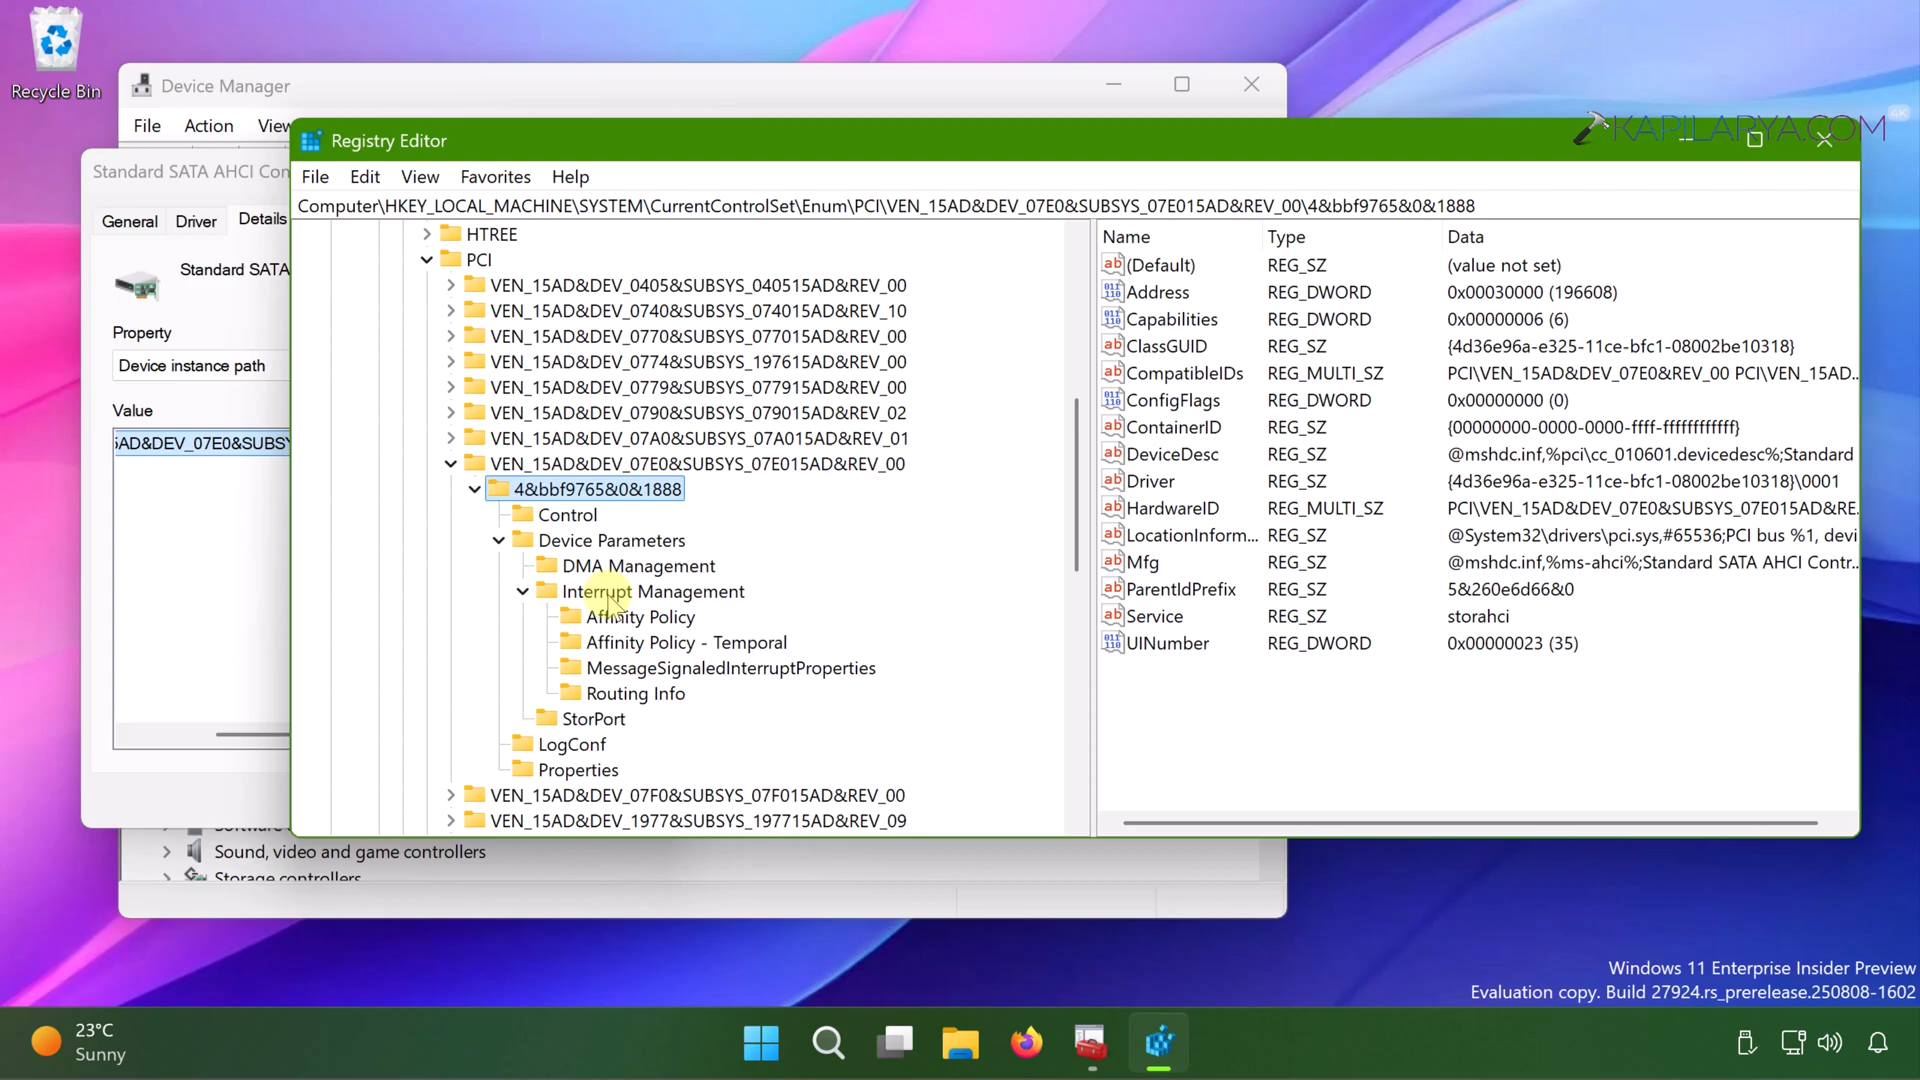 Recycle Bin
Device Manager
File Action View
Standard SATA AHCI Con
General Driver Details
Standard SATA
Property
Device instance path
Value
AD&DEV_07E0&SUBSY
Registry Editor
KAPILARYA.COM
4K
File Edit View Favorites Help
Computer\HKEY_LOCAL_MACHINE\SYSTEM\CurrentControlSet\Enum\PCI\VEN_15AD&DEV_07E0&SUBSYS_07E015AD&REV_00\4&bbf9765&0&1888
HTREE
PCI
VEN_15AD&DEV_0405&SUBSYS_040515AD&REV_00
VEN_15AD&DEV_0740&SUBSYS_074015AD&REV_10
VEN_15AD&DEV_0770&SUBSYS_077015AD&REV_00
VEN_15AD&DEV_0774&SUBSYS_197615AD&REV_00
VEN_15AD&DEV_0779&SUBSYS_077915AD&REV_00
VEN_15AD&DEV_0790&SUBSYS_079015AD&REV_02
VEN_15AD&DEV_07A0&SUBSYS_07A015AD&REV_01
VEN_15AD&DEV_07E0&SUBSYS_07E015AD&REV_00
4&bbf9765&0&1888
Control
Device Parameters
DMA Management
Interrupt Management
Affinity Policy
Affinity Policy - Temporal
MessageSignaledInterruptProperties
Routing Info
StorPort
LogConf
Properties
VEN_15AD&DEV_07F0&SUBSYS_07F015AD&REV_00
VEN_15AD&DEV_1977&SUBSYS_197715AD&REV_09
Name Type Data
(Default) REG_SZ (value not set)
Address REG_DWORD 0x00030000 (196608)
Capabilities REG_DWORD 0x00000006 (6)
ClassGUID REG_SZ {4d36e96a-e325-11ce-bfc1-08002be10318}
CompatibleIDs REG_MULTI_SZ PCI\VEN_15AD&DEV_07E0&REV_00 PCI\VEN_15AD...
ConfigFlags REG_DWORD 0x00000000 (0)
ContainerID REG_SZ {00000000-0000-0000-ffff-ffffffffffff}
DeviceDesc REG_SZ @mshdc.inf,%pci\cc_010601.devicedesc%;Standard
Driver REG_SZ {4d36e96a-e325-11ce-bfc1-08002be10318}\0001
HardwareID REG_MULTI_SZ PCI\VEN_15AD&DEV_07E0&SUBSYS_07E015AD&RE...
LocationInform... REG_SZ @System32\drivers\pci.sys,#65536;PCI bus %1, devi
Mfg REG_SZ @mshdc.inf,%ms-ahci%;Standard SATA AHCI Contr...
ParentIdPrefix REG_SZ 5&260e6d66&0
Service REG_SZ storahci
UINumber REG_DWORD 0x00000023 (35)
Sound, video and game controllers
Storage controllers
Windows 11 Enterprise Insider Preview
Evaluation copy. Build 27924.rs_prerelease.250808-1602
23°C
Sunny